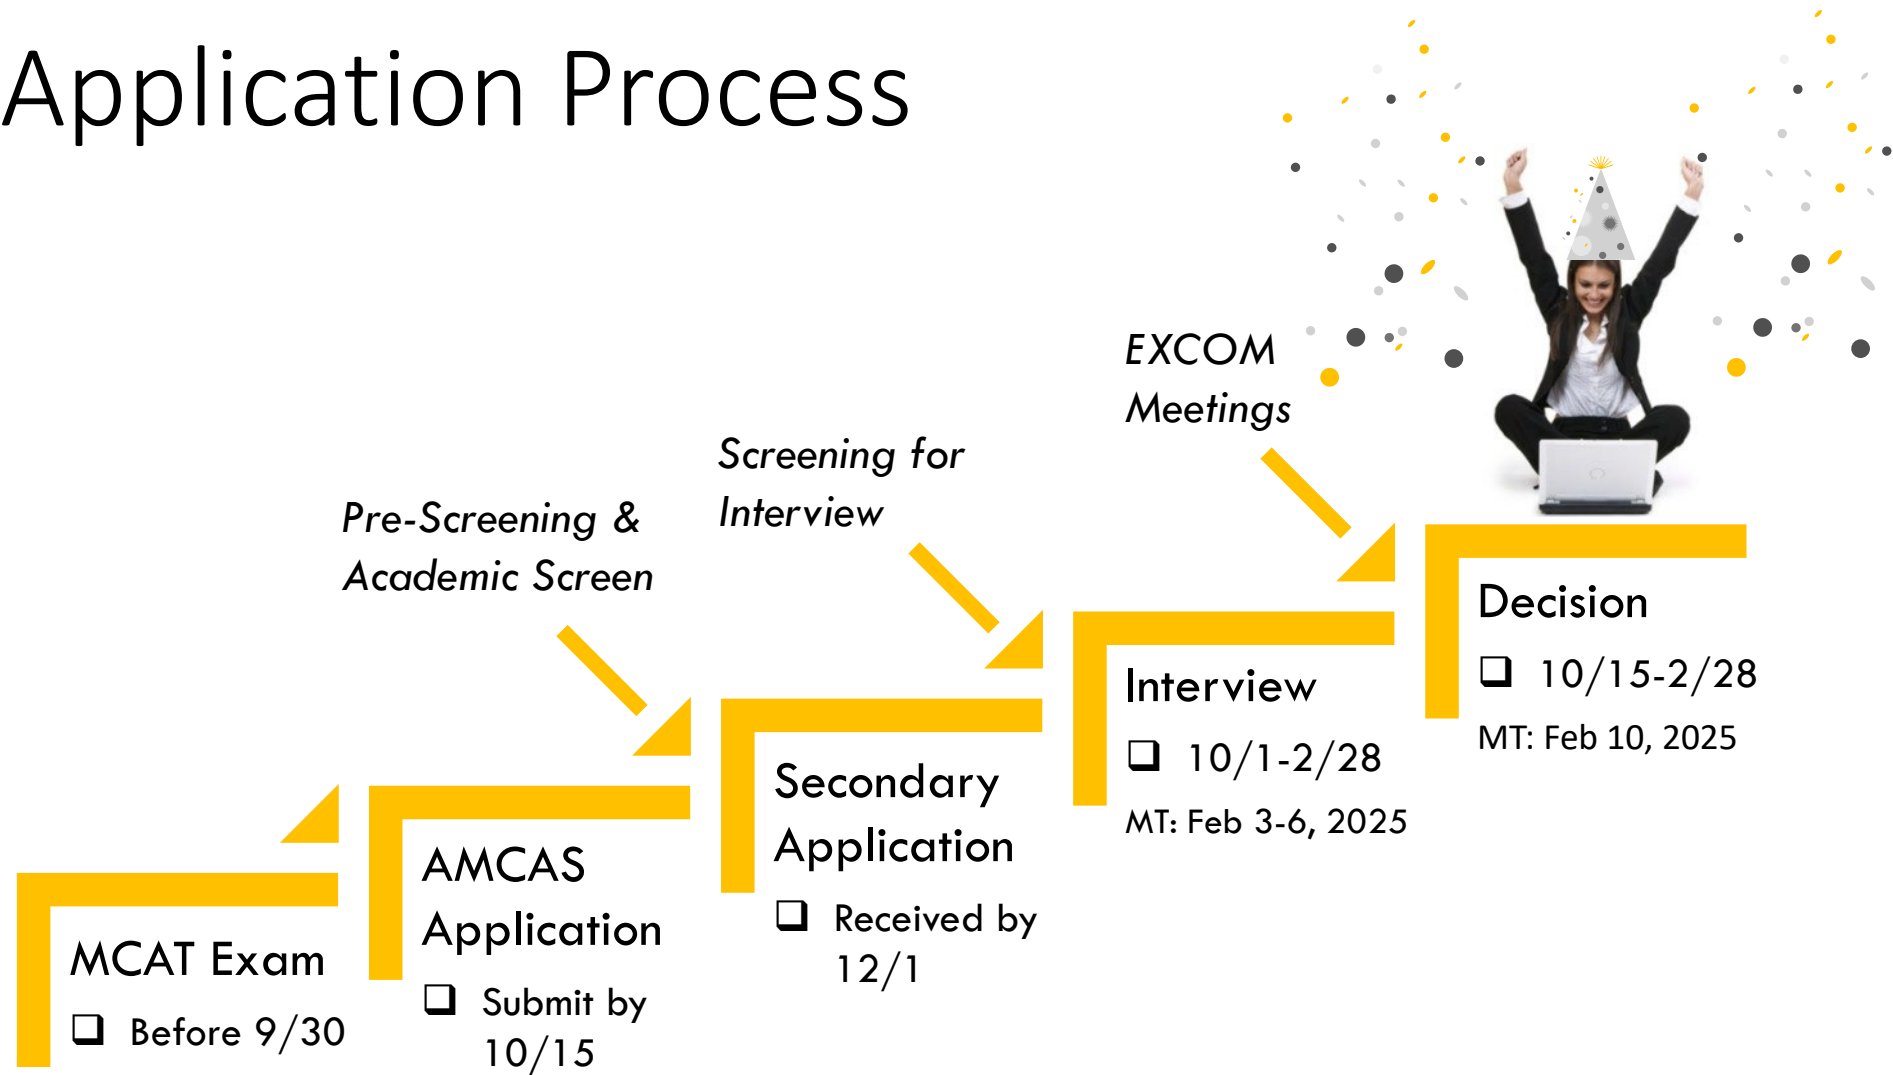 Application Process
EXCOM
Meetings
Screening for
Interview
Pre-Screening &
Academic Screen
MCAT Exam
❑ Before 9/30
AMCAS
Application
❑ Submit by
10/15
Secondary
Application
❑ Received by
12/1
Interview
❑ 10/1-2/28
MT: Feb 3-6, 2025
Decision
❑ 10/15-2/28
MT: Feb 10, 2025